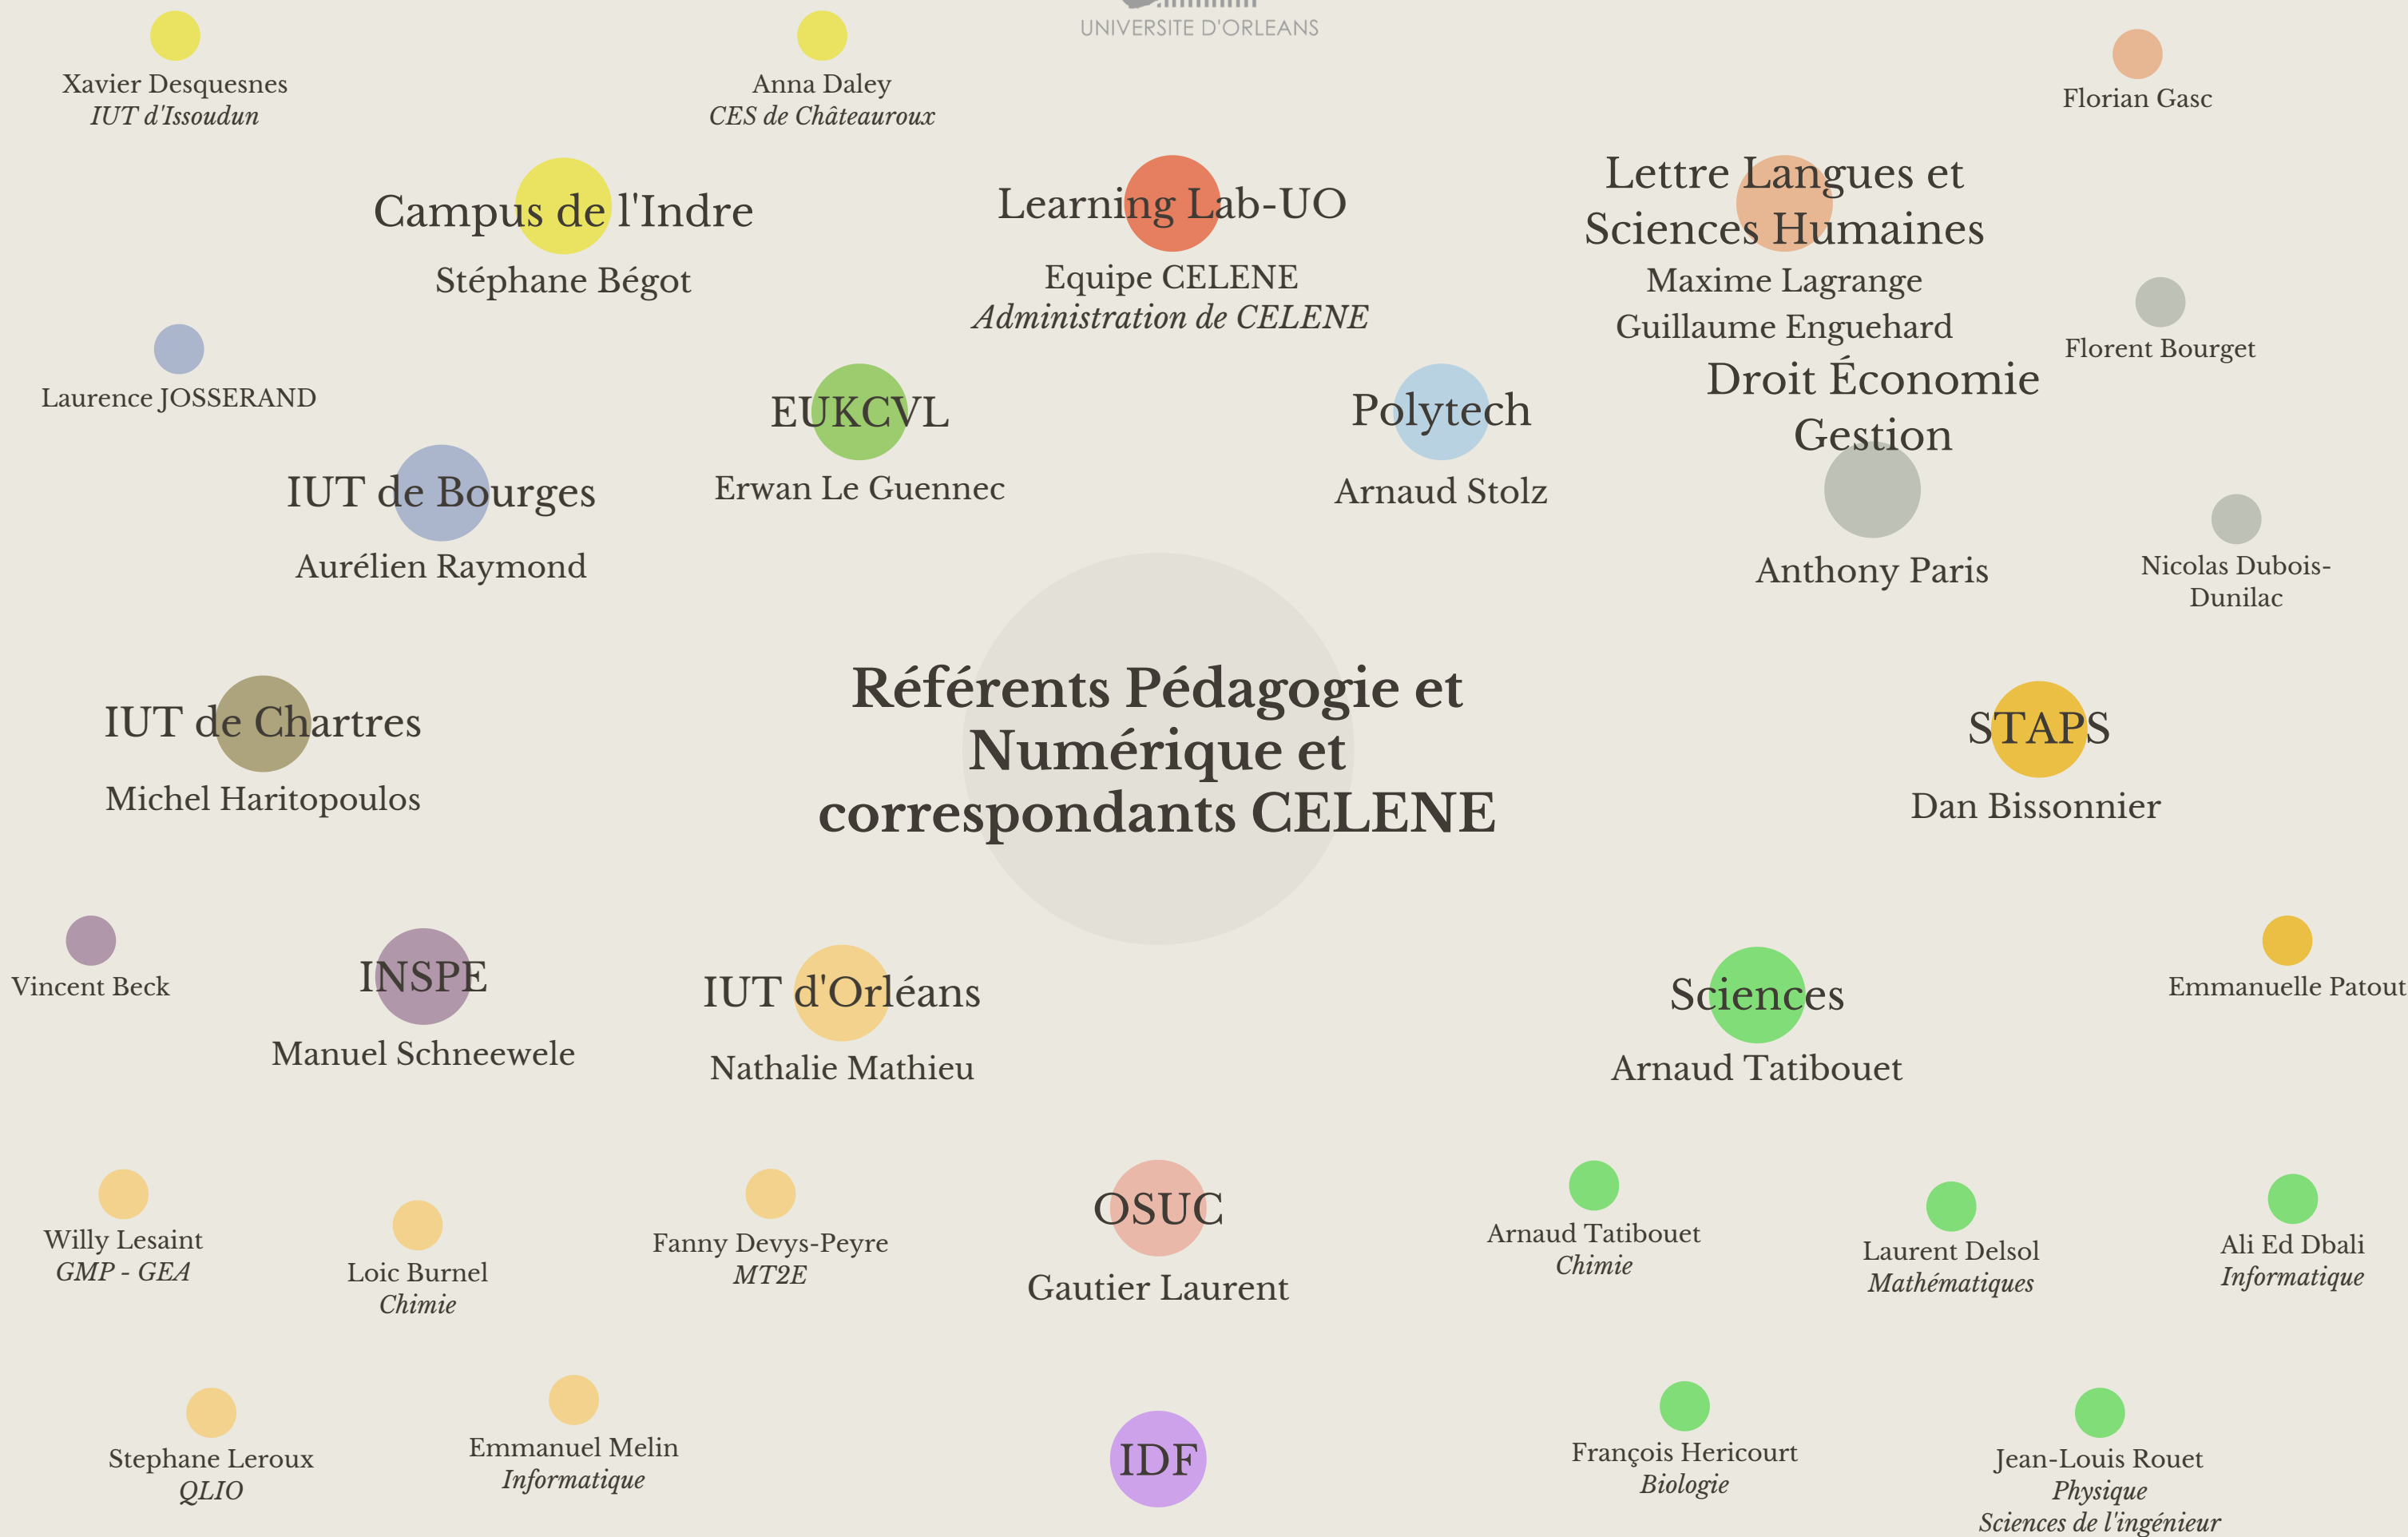 UNIVERSITE D'ORLEANS
Xavier Desquesnes
IUT d'Issoudun
Anna Daley
CES de Châteauroux
Florian Gasc
Campus de l'Indre
Stéphane Bégot
Learning Lab-UO
Equipe CELENE
Administration de CELENE
Lettre Langues et
Sciences Humaines
Maxime Lagrange
Guillaume Enguehard
Florent Bourget
Laurence JOSSERAND
EUKCVL
Erwan Le Guennec
Polytech
Arnaud Stolz
Droit Économie
Gestion
Anthony Paris
IUT de Bourges
Aurélien Raymond
Nicolas Dubois-
Dunilac
Référents Pédagogie et
Numérique et
correspondants CELENE
IUT de Chartres
Michel Haritopoulos
STAPS
Dan Bissonnier
Vincent Beck
INSPE
Manuel Schneewele
IUT d'Orléans
Nathalie Mathieu
Sciences
Arnaud Tatibouet
Emmanuelle Patout
Willy Lesaint
GMP - GEA
Loic Burnel
Chimie
Fanny Devys-Peyre
MT2E
OSUC
Gautier Laurent
Arnaud Tatibouet
Chimie
Laurent Delsol
Mathématiques
Ali Ed Dbali
Informatique
Stephane Leroux
QLIO
Emmanuel Melin
Informatique
IDF
François Hericourt
Biologie
Jean-Louis Rouet
Physique
Sciences de l'ingénieur